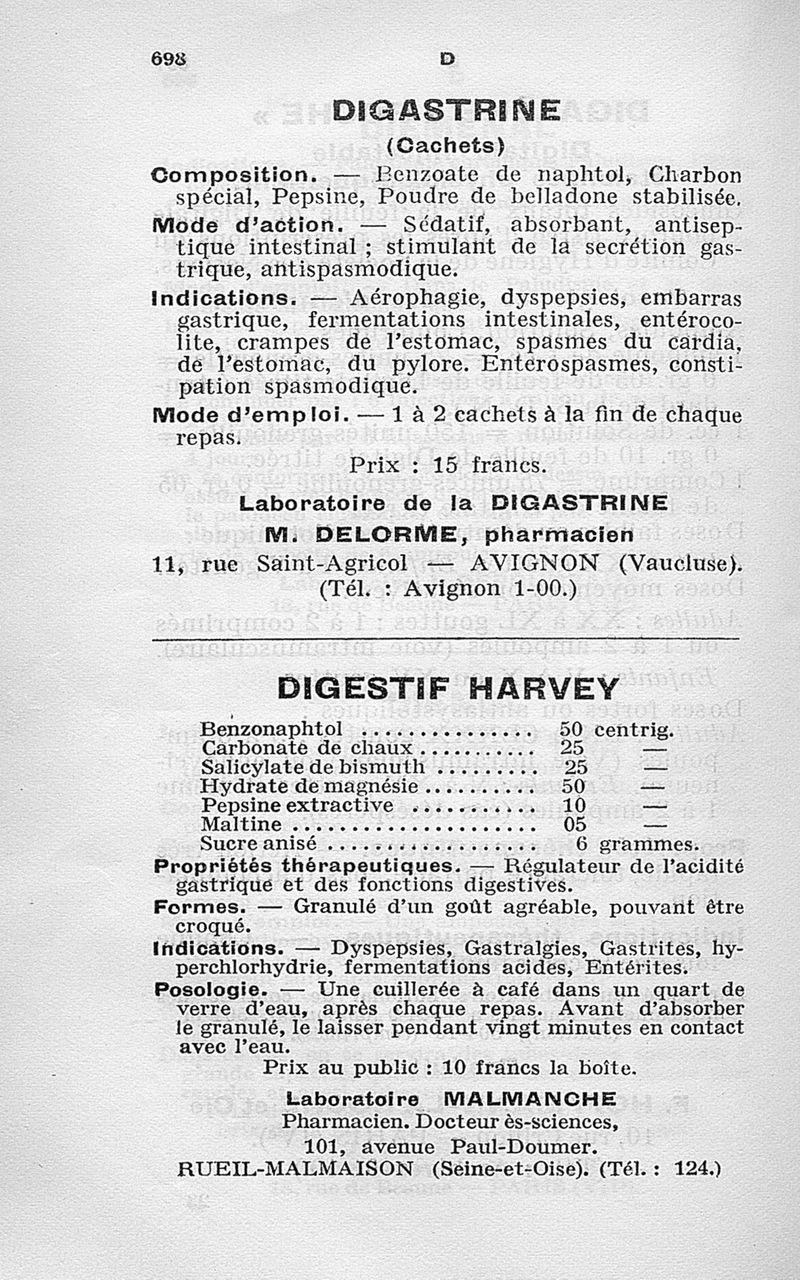 698 D
DIGASTRINE
(Cachets)
Composition. — Benzoate de naphtol, Charbon
spécial, Pepsine, Poudre de belladone stabilisée.
Mode d'action. — Sédatif, absorbant, antisep-
tique intestinal ; stimulant de la secrétion gas-
trique, antispasmodique.
Indications. — Aérophagie, dyspepsies, embarras
gastrique, fermentations intestinales, entéroco-
lite, crampes de l'estomac, spasmes du cardia,
de l'estomac, du pylore. Enterospasmes, consti-
pation spasmodique.
Mode d'emploi. — 1 à 2 cachets à la fin de chaque
repas.
Prix : 15 francs.
Laboratoire de la DIGASTRINE
M. DELORME, pharmacien
11, rue Saint-Agricol — AVIGNON (Vaucluse).
(Tél. : Avignon 1-00.)
DIGESTIF HARVEY
Benzonaphtol ............... 50 centrig.
Carbonate de chaux ........... 25 —
Salicylate de bismuth ......... 25 —
Hydrate de magnésie .......... 50 —
Pepsine extractive ........... 10 —
Maltine ...................... 05 —
Sucre anisé .................. 6 grammes.
Propriétés thérapeutiques. — Régulateur de l'acidité
gastrique et des fonctions digestives.
Formes. — Granulé d'un goût agréable, pouvant être
croqué.
Indications. — Dyspepsies, Gastralgies, Gastrites, hy-
perchlorhydrie, fermentations acides, Entérites.
Posologie. — Une cuillerée à café dans un quart de
verre d'eau, après chaque repas. Avant d'absorber
le granulé, le laisser pendant vingt minutes en contact
avec l'eau.
Prix au public : 10 francs la boîte.
Laboratoire MALMANCHE
Pharmacien. Docteur ès-sciences,
101, avenue Paul-Doumer.
RUEIL-MALMAISON (Seine-et-Oise). (Tél. : 124.)